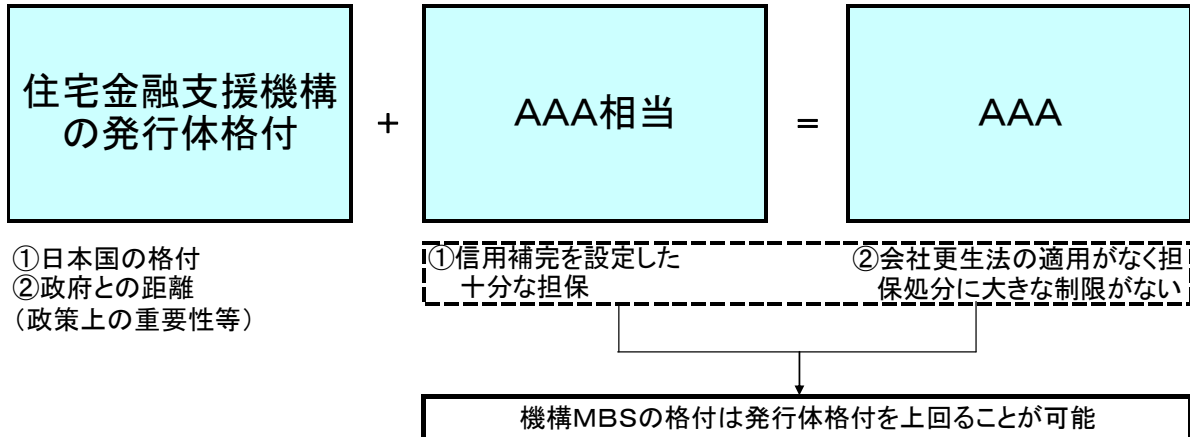 住宅金融支援機構
の発行体格付
+
AAA相当
=
AAA
①日本国の格付
②政府との距離
(政策上の重要性等)
①信用補完を設定した
十分な担保
②会社更生法の適用がなく担
保処分に大きな制限がない
機構MBSの格付は発行体格付を上回ることが可能